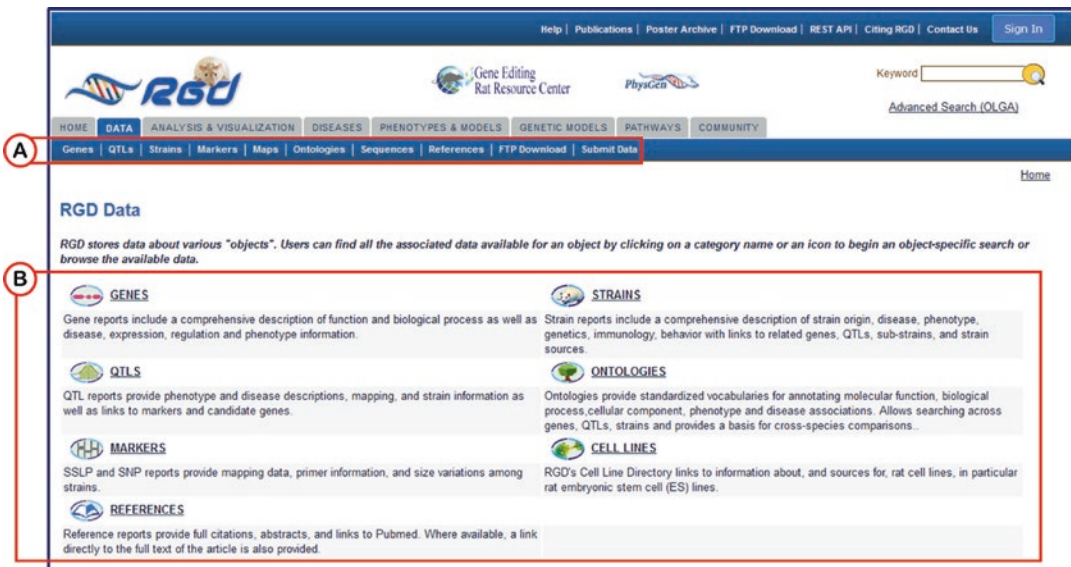 Help | Publications | Poster Archive | FTP Download | REST API | Citing RGD | Contact Us Sign In
RGD
Gene Editing
Rat Resource Center
PhysGen
Keyword
Advanced Search (OLGA)
HOME DATA ANALYSIS & VISUALIZATION DISEASES PHENOTYPES & MODELS GENETIC MODELS PATHWAYS COMMUNITY
A
Genes | QTLs | Strains | Markers | Maps | Ontologies | Sequences | References | FTP Download | Submit Data
Home
RGD Data
RGD stores data about various "objects". Users can find all the associated data available for an object by clicking on a category name or an icon to begin an object-specific search or
browse the available data.
B
GENES
Gene reports include a comprehensive description of function and biological process as well as
disease, expression, regulation and phenotype information.
STRAINS
Strain reports include a comprehensive description of strain origin, disease, phenotype,
genetics, immunology, behavior with links to related genes, QTLs, sub-strains, and strain
sources.
QTLS
QTL reports provide phenotype and disease descriptions, mapping, and strain information as
well as links to markers and candidate genes.
ONTOLOGIES
Ontologies provide standardized vocabularies for annotating molecular function, biological
process,cellular component, phenotype and disease associations. Allows searching across
genes, QTLs, strains and provides a basis for cross-species comparisons..
MARKERS
SSLP and SNP reports provide mapping data, primer information, and size variations among
strains.
CELL LINES
RGD's Cell Line Directory links to information about, and sources for, rat cell lines, in particular
rat embryonic stem cell (ES) lines.
REFERENCES
Reference reports provide full citations, abstracts, and links to Pubmed. Where available, a link
directly to the full text of the article is also provided.